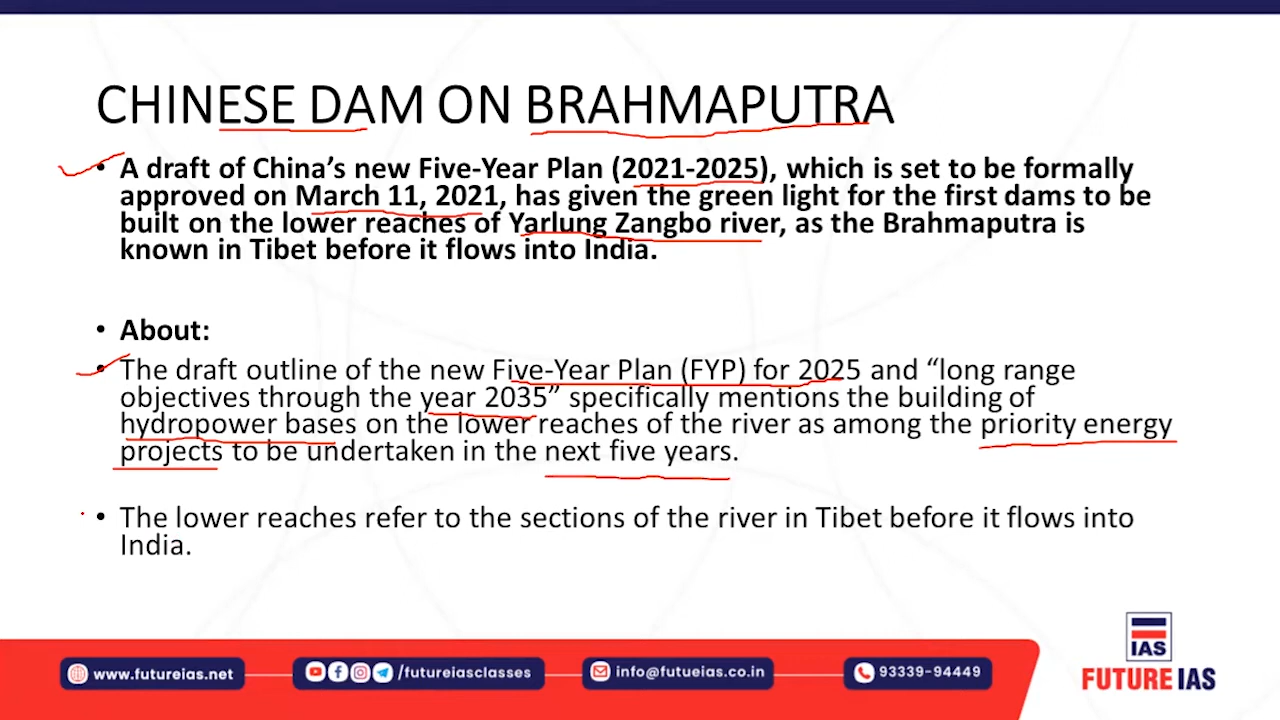 CHINESE DAM ON BRAHMAPUTRA
• A draft of China's new Five-Year Plan (2021-2025), which is set to be formally
approved on March 11, 2021, has given the green light for the first dams to be
built on the lower reaches of Yarlung Zangbo river, as the Brahmaputra is
known in Tibet before it flows into India.
• About:
• The draft outline of the new Five-Year Plan (FYP) for 2025 and “long range
objectives through the year 2035” specifically mentions the building of
hydropower bases on the lower reaches of the river as among the priority energy
projects to be undertaken in the next five years.
• The lower reaches refer to the sections of the river in Tibet before it flows into
India.
IAS
FUTURE IAS
www.futureias.net
/futureiasclasses
info@futueias.co.in
93339-94449